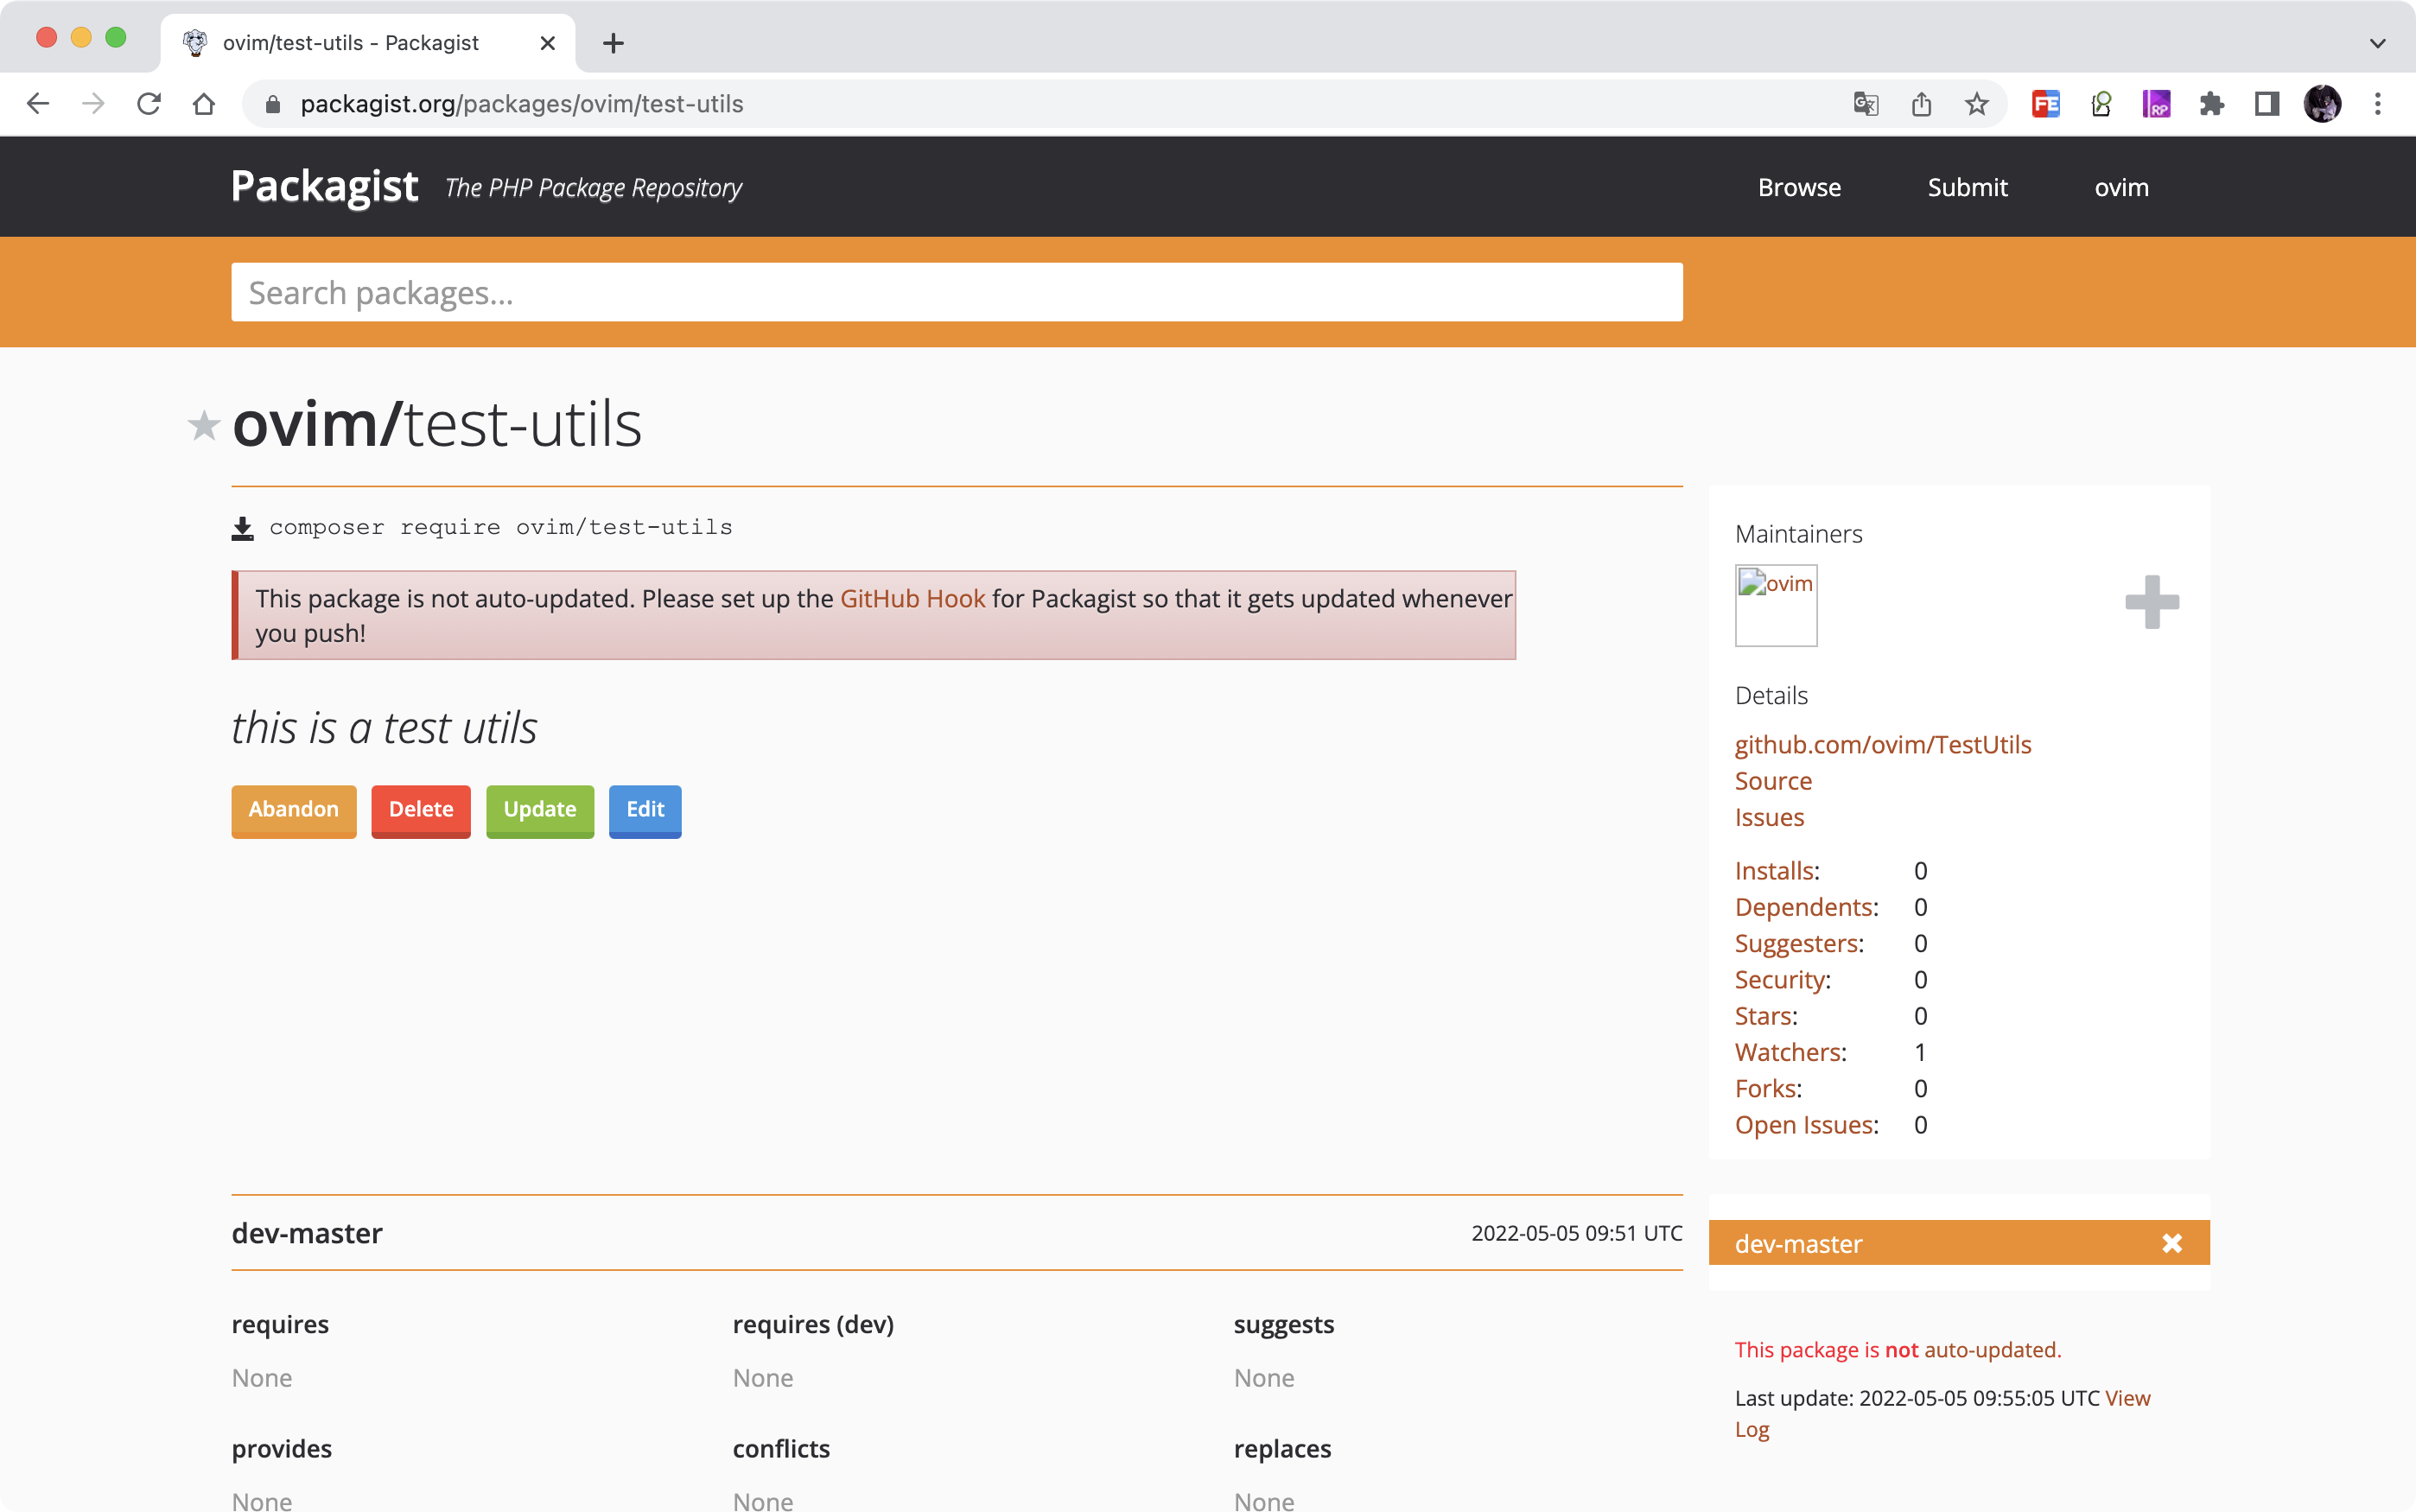 ovim/test-utils - Packagist
packagist.org/packages/ovim/test-utils
FE
RP
Packagist The PHP Package Repository
Browse Submit ovim
Search packages...
ovim/test-utils
composer require ovim/test-utils
This package is not auto-updated. Please set up the GitHub Hook for Packagist so that it gets updated whenever
you push!
this is a test utils
Abandon Delete Update Edit
Maintainers
ovim
Details
github.com/ovim/TestUtils
Source
Issues
Installs: 0
Dependents: 0
Suggesters: 0
Security: 0
Stars: 0
Watchers: 1
Forks: 0
Open Issues: 0
dev-master 2022-05-05 09:51 UTC
requires requires (dev) suggests
None None None
provides conflicts replaces
None None None
dev-master
This package is not auto-updated.
Last update: 2022-05-05 09:55:05 UTC View
Log